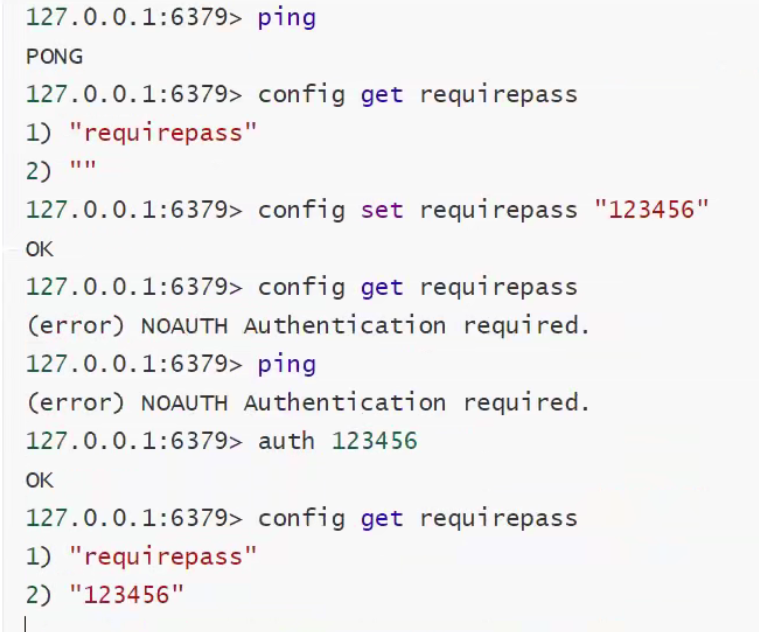 127.0.0.1:6379> ping
PONG
127.0.0.1:6379> config get requirepass
1) "requirepass"
2) ""
127.0.0.1:6379> config set requirepass "123456"
OK
127.0.0.1:6379> config get requirepass
(error) NOAUTH Authentication required.
127.0.0.1:6379> ping
(error) NOAUTH Authentication required.
127.0.0.1:6379> auth 123456
OK
127.0.0.1:6379> config get requirepass
1) "requirepass"
2) "123456"